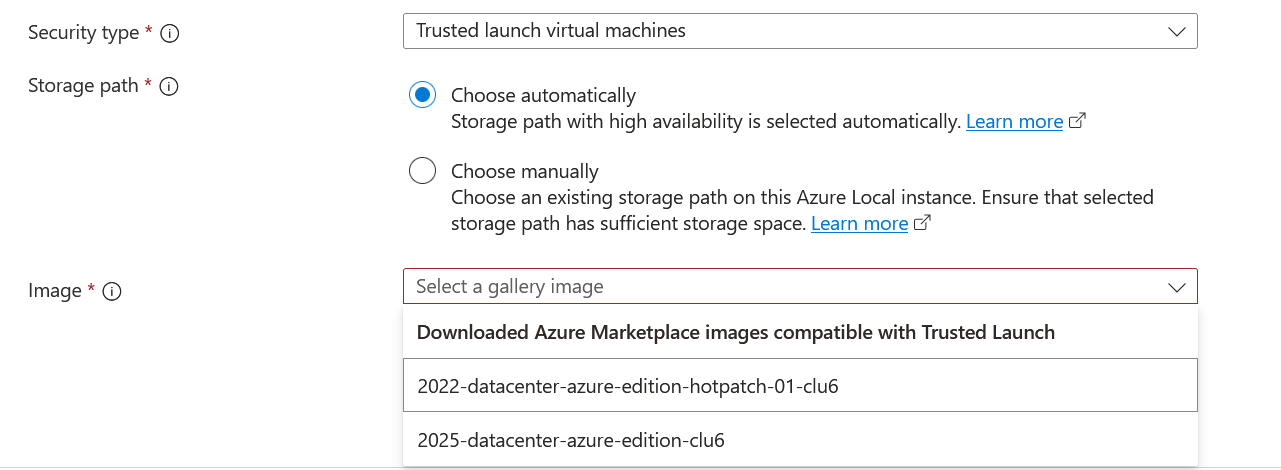 Security type *
Trusted launch virtual machines
Storage path *
Choose automatically
Storage path with high availability is selected automatically. Learn more
Choose manually
Choose an existing storage path on this Azure Local instance. Ensure that selected
storage path has sufficient storage space. Learn more
Image *
Select a gallery image
Downloaded Azure Marketplace images compatible with Trusted Launch
2022-datacenter-azure-edition-hotpatch-01-clu6
2025-datacenter-azure-edition-clu6